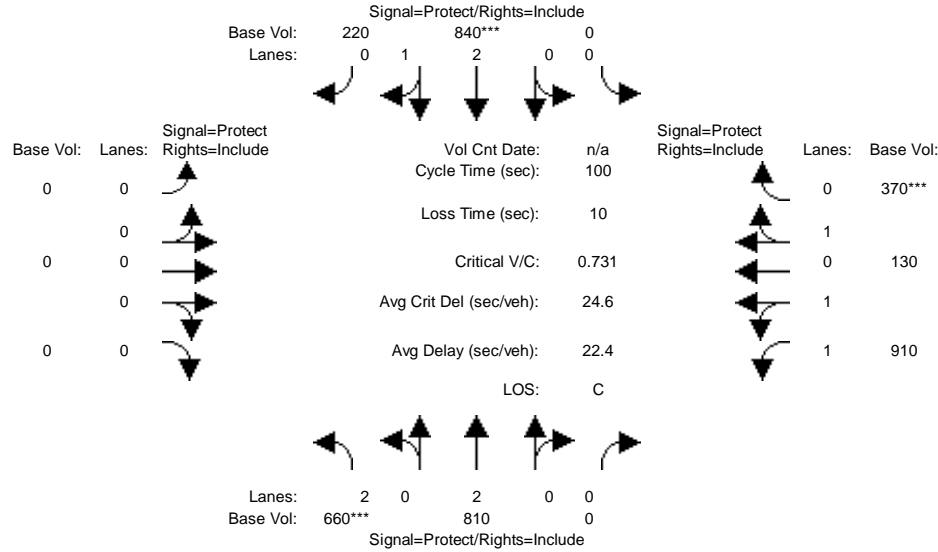 Signal=Protect/Rights=Include
Base Vol: 220 840*** 0
Lanes: 0 1 2 0 0
Signal=Protect
Base Vol: Lanes: Rights=Include
Vol Cnt Date: n/a
Signal=Protect
Rights=Include Lanes: Base Vol:
Cycle Time (sec): 100
0 0 0 370***
Loss Time (sec): 10
0 1
0 0 Critical V/C: 0.731 0 130
0 Avg Crit Del (sec/veh): 24.6 1
0 0 Avg Delay (sec/veh): 22.4 1 910
LOS: C
Lanes: 2 0 2 0 0
Base Vol: 660*** 810 0
Signal=Protect/Rights=Include